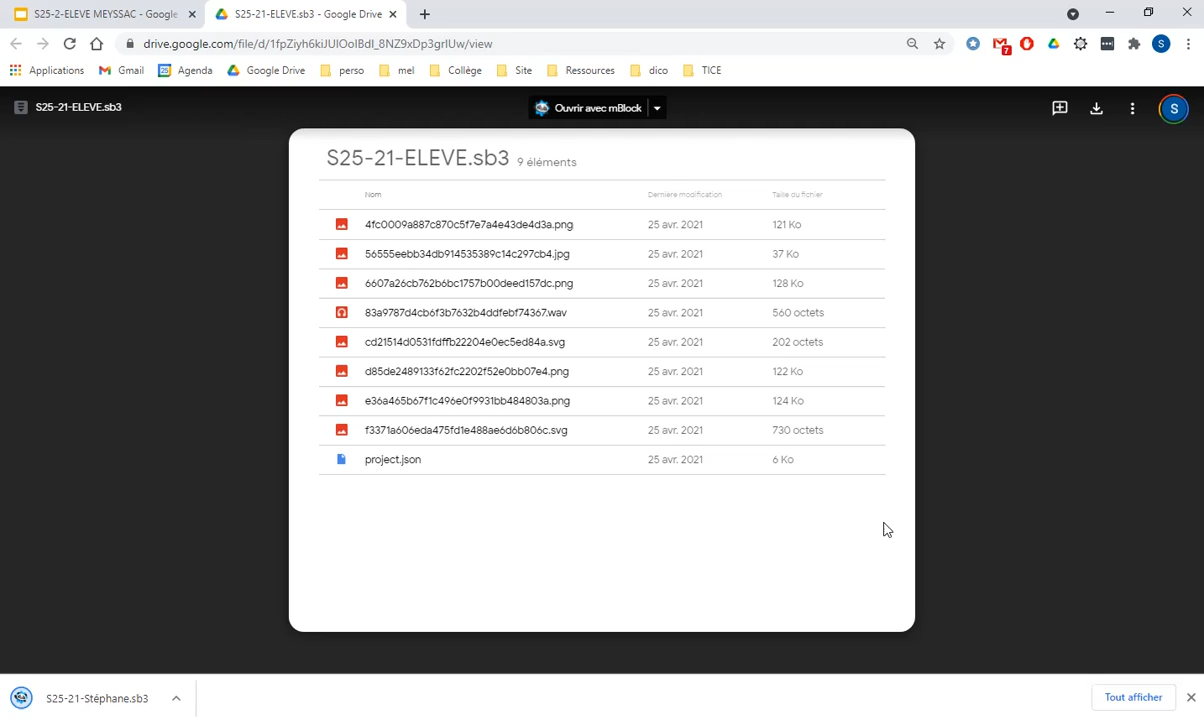 S25-2-ELEVE MEYSSAC - Google
S25-21-ELEVE.sb3 - Google Drive
drive.google.com/file/d/1fpZiyh6kiJUIOoIBdI_8NZ9xDp3grIUw/view
7
S
Applications
Gmail
25
Agenda
Google Drive
perso
mel
Collège
Site
Ressources
dico
TICE
S25-21-ELEVE.sb3
Ouvrir avec mBlock
S
S25-21-ELEVE.sb3 9 éléments
Nom Dernière modification Taille du fichier
4fc0009a887c870c5f7e7a4e43de4d3a.png 25 avr. 2021 121 Ko
56555eebb34db914535389c14c297cb4.jpg 25 avr. 2021 37 Ko
6607a26cb762b6bc1757b00deed157dc.png 25 avr. 2021 128 Ko
83a9787d4cb6f3b7632b4ddfebf74367.wav 25 avr. 2021 560 octets
cd21514d0531fdffb22204e0ec5ed84a.svg 25 avr. 2021 202 octets
d85de2489133f62fc2202f52e0bb07e4.png 25 avr. 2021 122 Ko
e36a465b67f1c496e0f9931bb484803a.png 25 avr. 2021 124 Ko
f3371a606eda475fd1e488ae6d6b806c.svg 25 avr. 2021 730 octets
project.json 25 avr. 2021 6 Ko
S25-21-Stéphane.sb3
Tout afficher